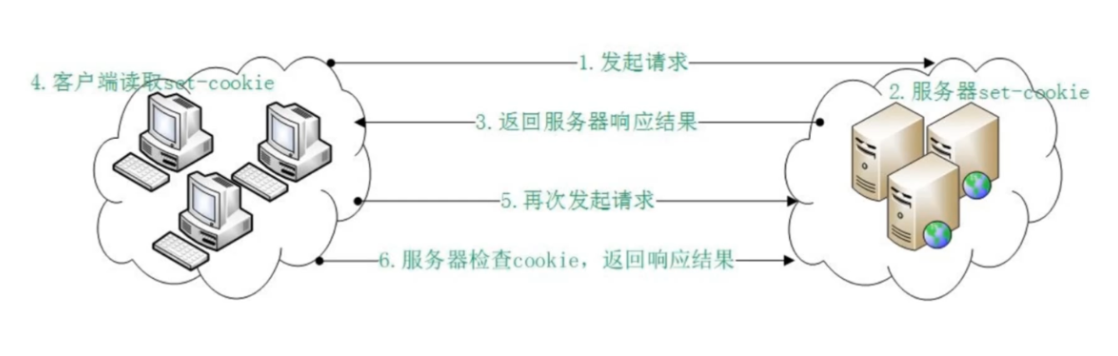 1.发起请求
4.客户端读取set-cookie
2.服务器set-cookie
3.返回服务器响应结果
5.再次发起请求
6.服务器检查cookie，返回响应结果